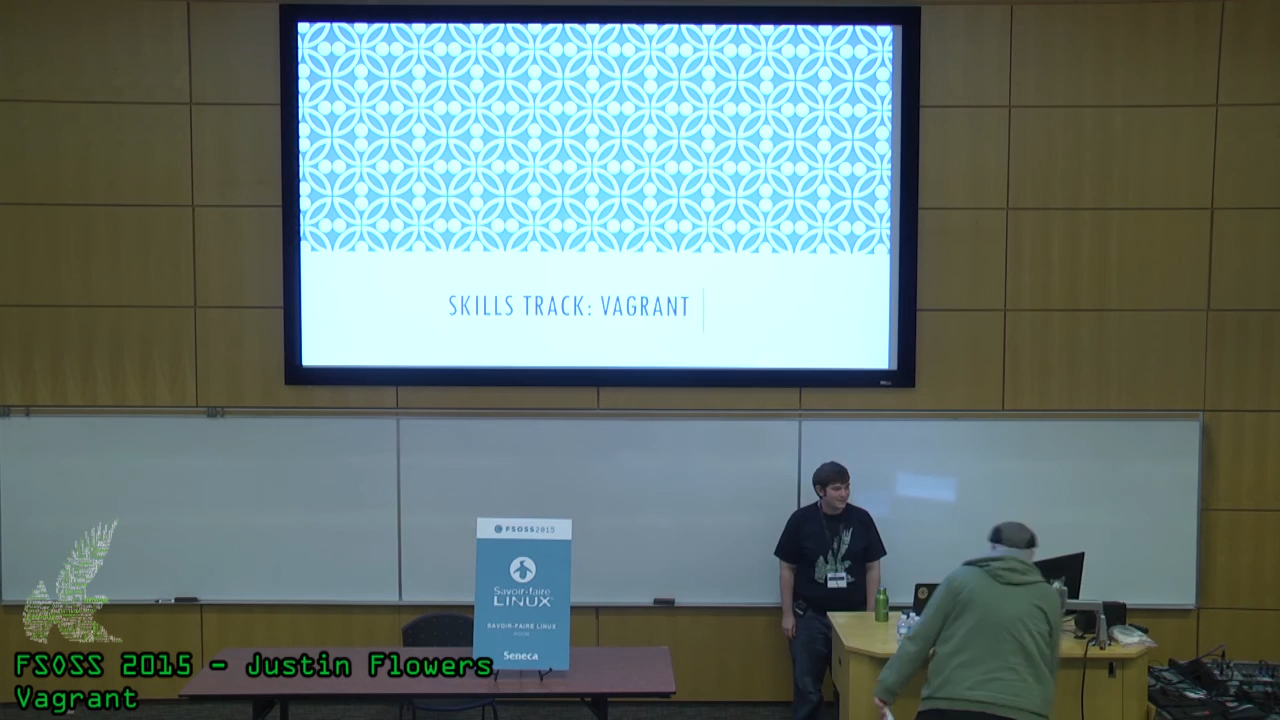 SKILLS TRACK: VAGRANT
FSOSS2015
Savoir-faire
LINUX
SAVOIR-FAIRE LINUX
Seneca
FSOSS 2015 - Justin Flowers
Vagrant